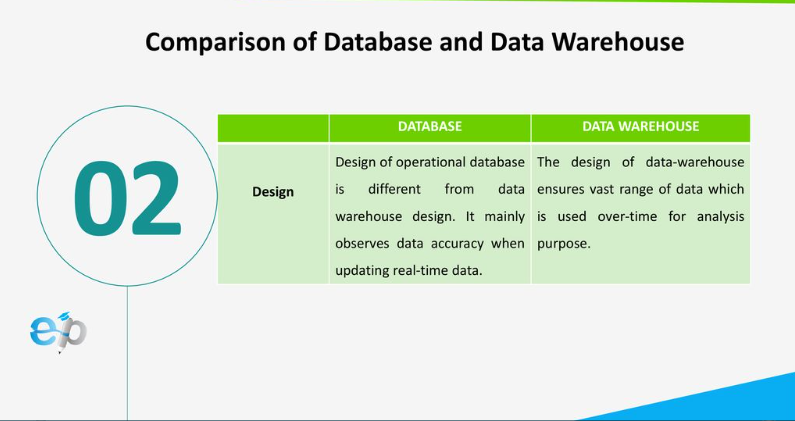 Comparison of Database and Data Warehouse
02
DATABASE
DATA WAREHOUSE
Design
Design of operational database
is different from data
warehouse design. It mainly
observes data accuracy when
updating real-time data.
The design of data-warehouse
ensures vast range of data which
is used over-time for analysis
purpose.
ep